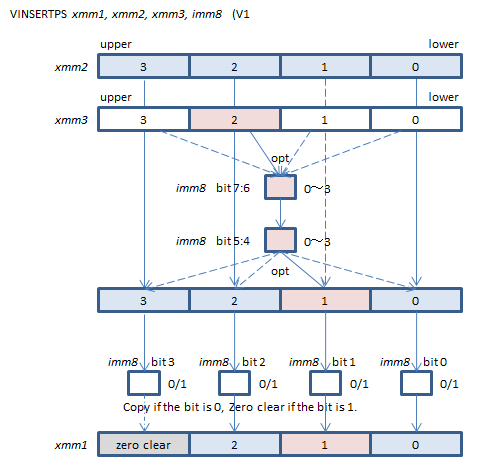 VINSERTPS xmm1, xmm2, xmm3, imm8 (V1
upper lower
xmm2 3 2 1 0
upper lower
xmm3 3 2 1 0
opt
imm8 bit 7:6 0～3
imm8 bit 5:4 0～3
opt
3 2 1 0
imm8 bit 3 imm8 bit 2 imm8 bit 1 imm8 bit 0
0/1 0/1 0/1 0/1
Copy if the bit is 0, Zero clear if the bit is 1.
xmm1 zero clear 2 1 0